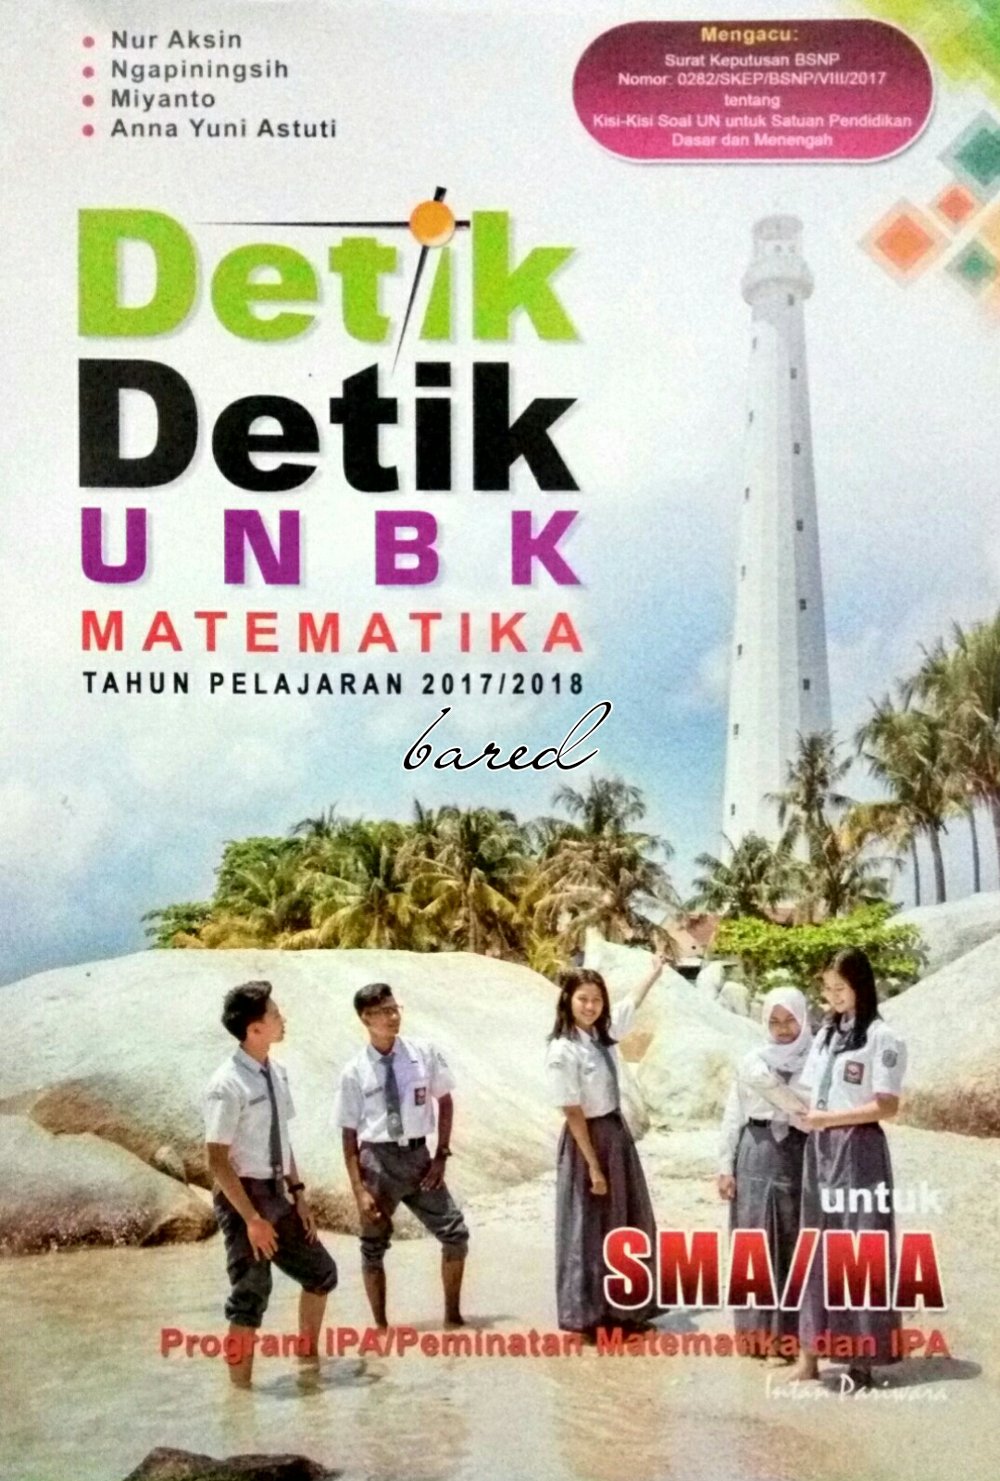 Nur Aksin
Ngapiningsih
Miyanto
Anna Yuni Astuti
Mengacu:
Surat Keputusan BSNP
Nomor: 0282/SKEP/BSNP/VIII/2017
tentang
Kisi-Kisi Soal UN untuk Satuan Pendidikan
Dasar dan Menengah
Detik
Detik
UNBK
MATEMATIKA
TAHUN PELAJARAN 2017/2018
bared
untuk
SMA/MA
Program IPA/Peminatan Matematika dan IPA
Intan Pariwara